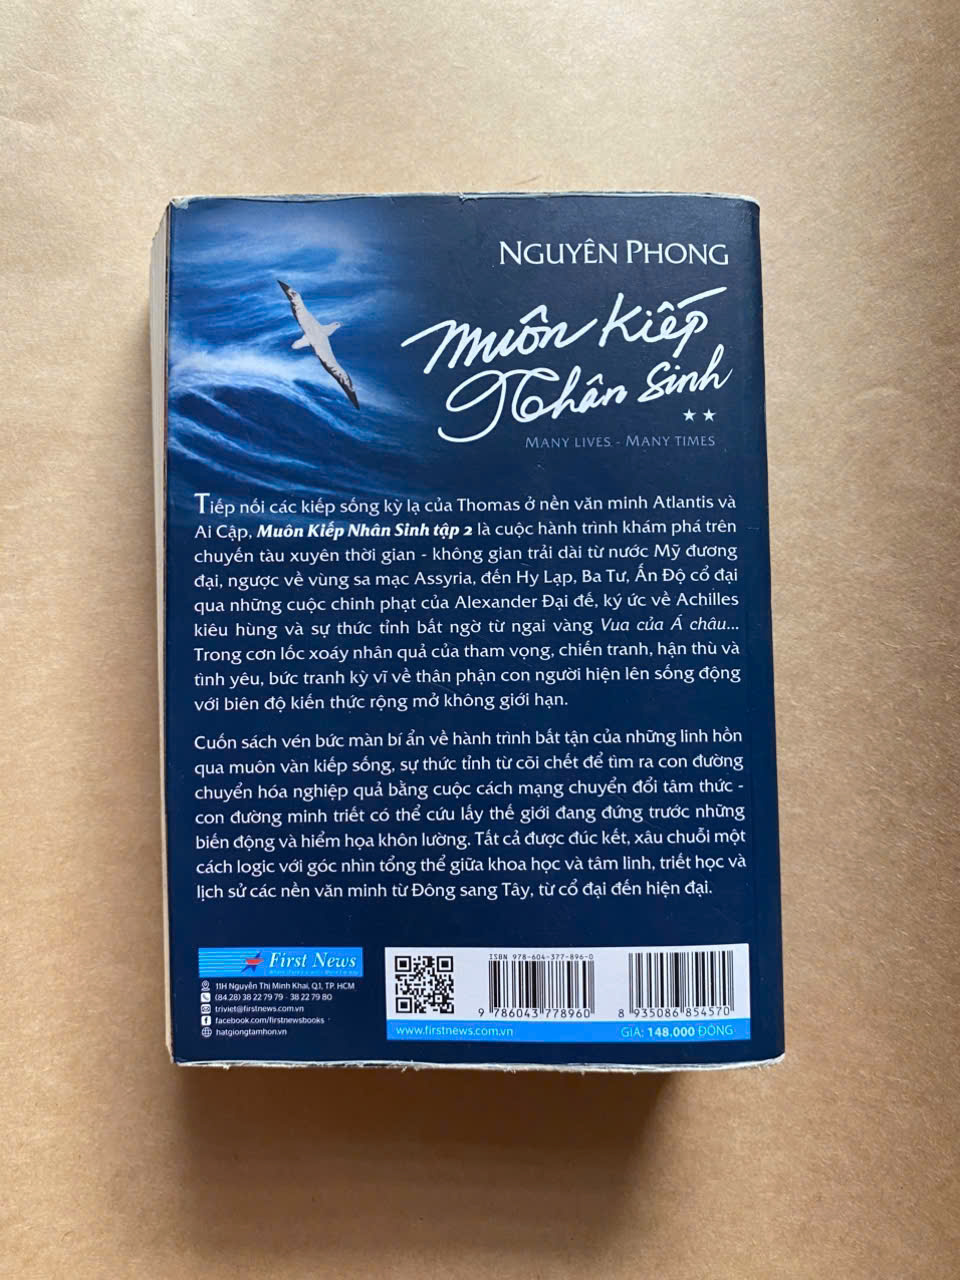 NGUYÊN PHONG
Muôn Kiếp
Nhân Sinh
★★
MANY LIVES - MANY TIMES
Tiếp nối các kiếp sống kỳ lạ của Thomas ở nền văn minh Atlantis và
Ai Cập, Muôn Kiếp Nhân Sinh tập 2 là cuộc hành trình khám phá trên
chuyến tàu xuyên thời gian - không gian trải dài từ nước Mỹ đương
đại, ngược về vùng sa mạc Assyria, đến Hy Lạp, Ba Tư, Ấn Độ cổ đại
qua những cuộc chinh phạt của Alexander Đại đế, ký ức về Achilles
kiêu hùng và sự thức tỉnh bất ngờ từ ngai vàng Vua của Á châu...
Trong cơn lốc xoáy nhân quả của tham vọng, chiến tranh, hận thù và
tình yêu, bức tranh kỳ vĩ về thân phận con người hiện lên sống động
với biên độ kiến thức rộng mở không giới hạn.
Cuốn sách vén bức màn bí ẩn về hành trình bất tận của những linh hồn
qua muôn vàn kiếp sống, sự thức tỉnh từ cõi chết để tìm ra con đường
chuyển hóa nghiệp quả bằng cuộc cách mạng chuyển đổi tâm thức -
con đường minh triết có thể cứu lấy thế giới đang đứng trước những
biến động và hiểm họa khôn lường. Tất cả được đúc kết, xâu chuỗi một
cách logic với góc nhìn tổng thể giữa khoa học và tâm linh, triết học và
lịch sử các nền văn minh từ Đông sang Tây, từ cổ đại đến hiện đại.
First News
11H Nguyễn Thị Minh Khai, Q.1, TP. HCM
(84.28) 38 22 79 79 - 38 22 79 80
triviet@firstnews.com.vn
facebook.com/firstnewsbooks
hatgiongtamhon.vn
ISBN 978-604-377-896-0
9 786043 778960
8 935086 854570
www.firstnews.com.vn
GIÁ: 148.000 ĐỒNG